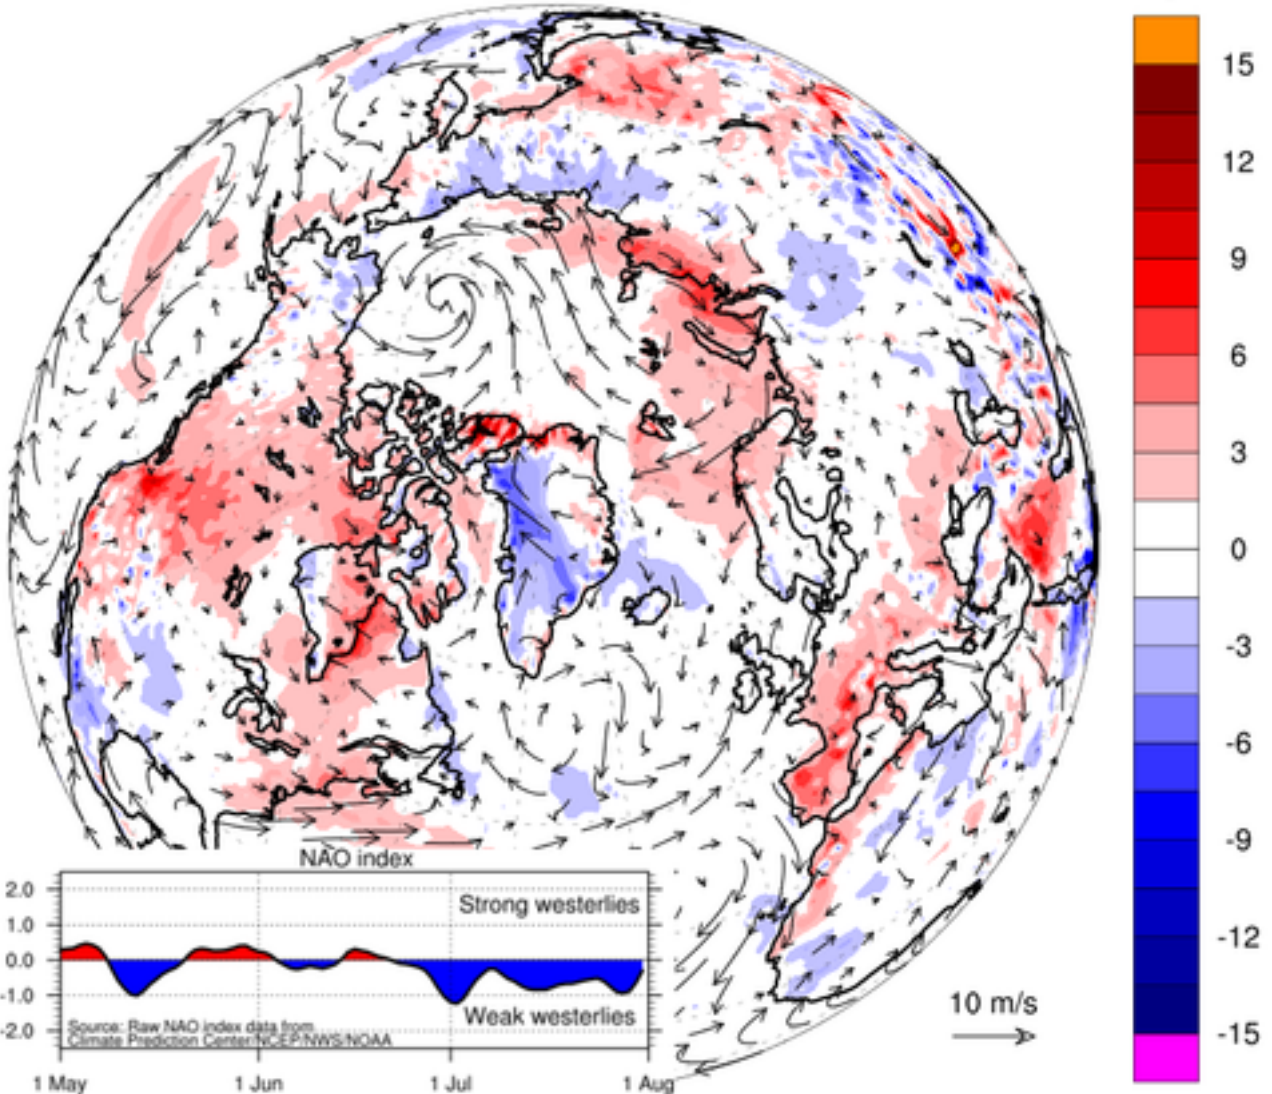 15
12
9
6
3
0
-3
-6
-9
-12
-15
NAO index
2.0
1.0
0.0
-1.0
-2.0
Strong westerlies
Weak westerlies
Source: Raw NAO index data from
Climate Prediction Center/NCEP/NWS/NOAA
1 May
1 Jun
1 Jul
1 Aug
10 m/s